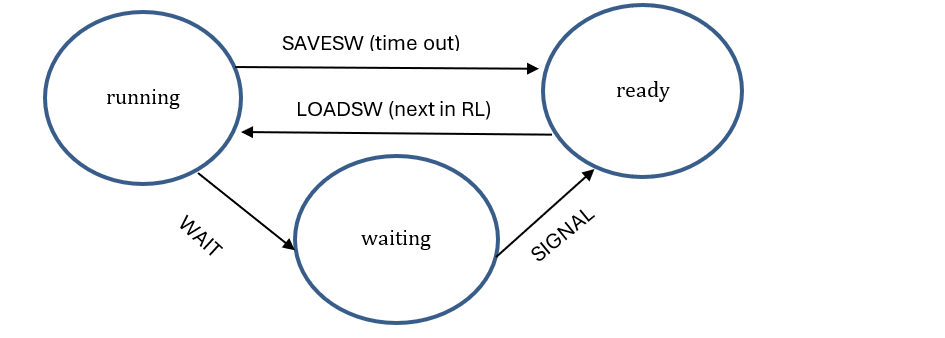 SAVESW (time out)
running
ready
LOADSW (next in RL)
WAIT
waiting
SIGNAL